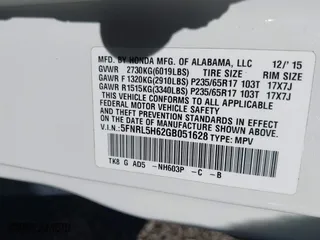 MFD. BY HONDA MFG. OF ALABAMA, LLC 12/'15
GVWR 2730KG(6019LBS) TIRE SIZE RIM SIZE
GAWR F 1320KG(2910LBS) P235/65R17 103T 17X7J
GAWR R1515KG(3340LBS) P235/65R17 103T 17X7J
THIS VEHICLE CONFORMS TO ALL APPLICABLE
FEDERAL MOTOR VEHICLE SAFETY AND
THEFT PREVENTION STANDARDS IN EFFECT ON
THE DATE OF MANUFACTURE SHOWN ABOVE.
V.I.N.: 5FNRL5H62GB051628 TYPE: MPV
TK8 G AD5 -NH603P -C -B